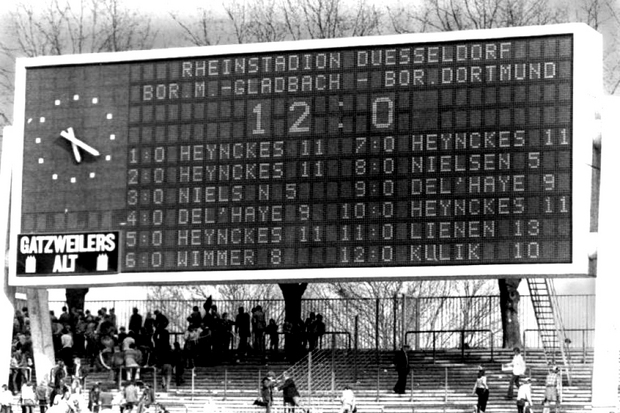 RHEINSTADION DUESSELDORF
BOR.M.-GLADBACH - BOR.DORTMUND
12:0
1:0 HEYNCKES 11 7:0 HEYNCKES 11
2:0 HEYNCKES 11 8:0 NIELSEN 5
3:0 NIELS N 5 9:0 DEL'HAYE 9
4:0 DEL'HAYE 9 10:0 HEYNCKES 11
5:0 HEYNCKES 11 11:0 LIENEN 13
6:0 WIMMER 8 12:0 KULIK 10
GATZWEILERS
ALT